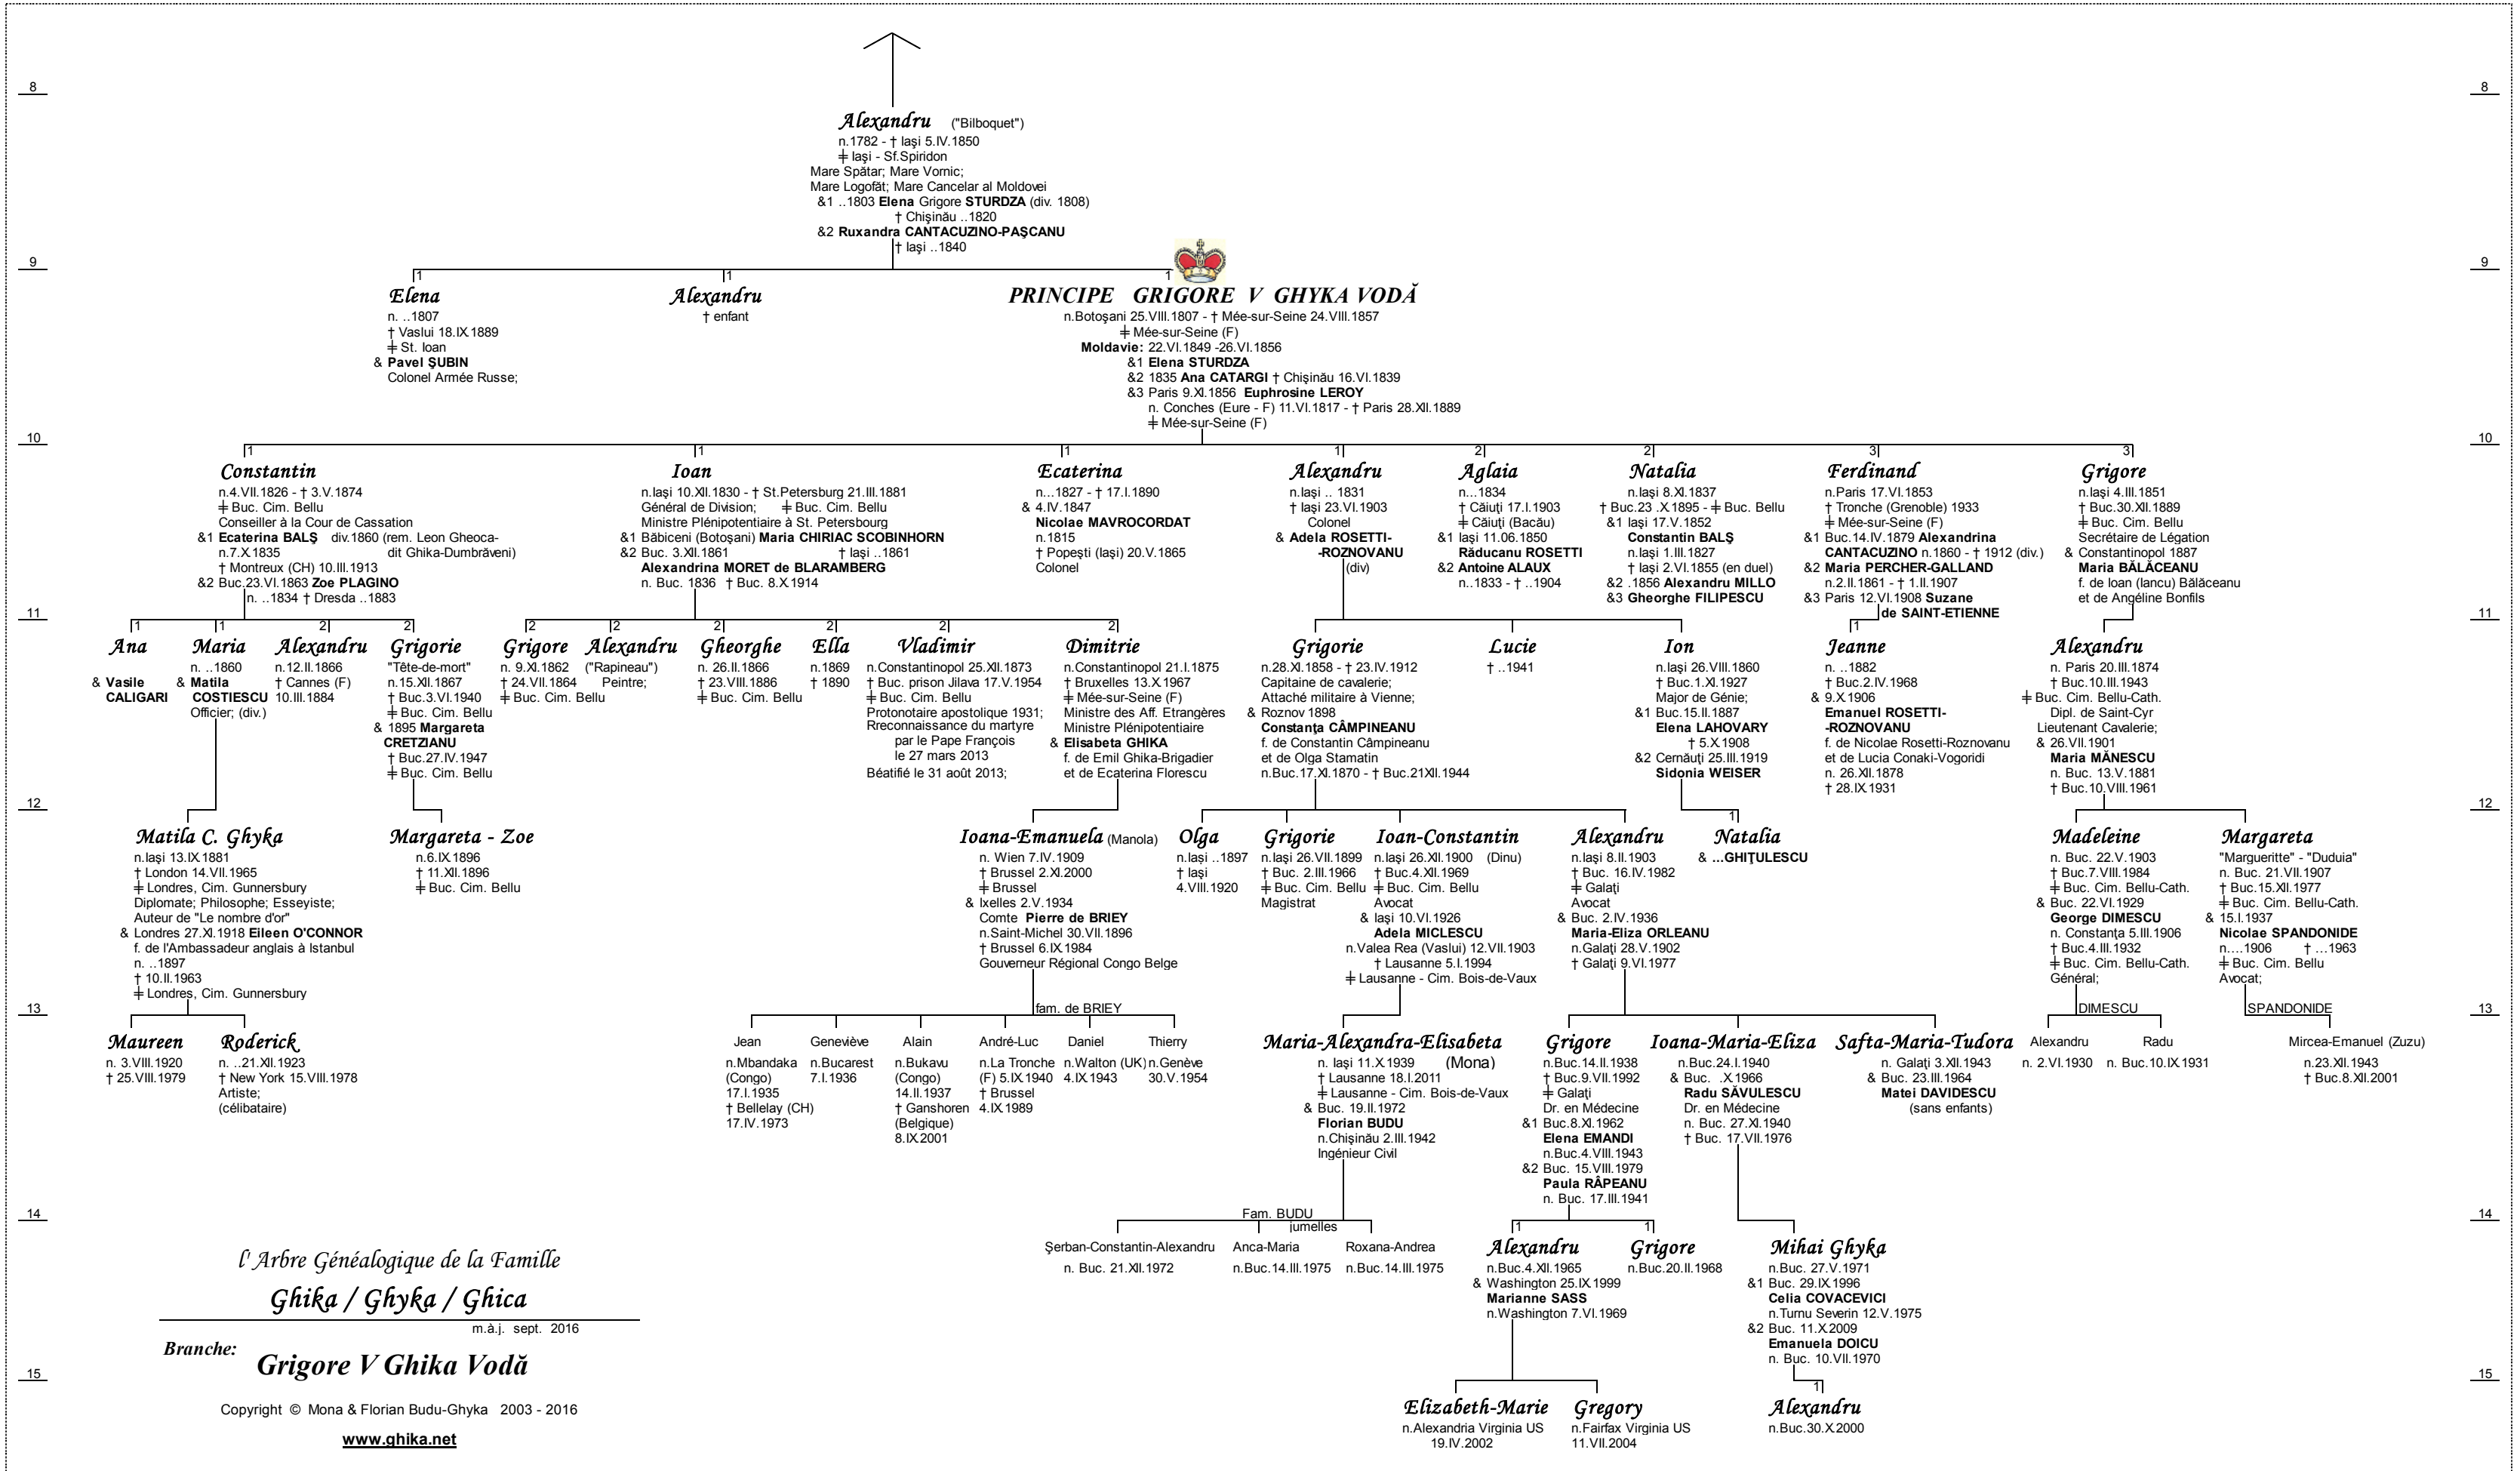 8
8
Alexandru ("Bilboquet")
n.1782 - † Iaşi 5.IV.1850
╪ Iaşi - Sf.Spiridon
Mare Spătar; Mare Vornic;
Mare Logofăt; Mare Cancelar al Moldovei
&1 ..1803 Elena Grigore STURDZA (div. 1808)
† Chişinău ..1820
&2 Ruxandra CANTACUZINO-PAŞCANU
† Iaşi ..1840
9
9
1
Elena
n. ..1807
† Vaslui 18.IX.1889
╪ St. Ioan
& Pavel ŞUBIN
Colonel Armée Russe;
1
Alexandru
† enfant
1
PRINCIPE GRIGORE V GHYKA VODĂ
n.Botoşani 25.VIII.1807 - † Mée-sur-Seine 24.VIII.1857
╪ Mée-sur-Seine (F)
Moldavie: 22.VI.1849 -26.VI.1856
&1 Elena STURDZA
&2 1835 Ana CATARGI † Chişinău 16.VI.1839
&3 Paris 9.XI.1856 Euphrosine LEROY
n. Conches (Eure - F) 11.VI.1817 - † Paris 28.XII.1889
╪ Mée-sur-Seine (F)
10
10
1
Constantin
n.4.VII.1826 - † 3.V.1874
╪ Buc. Cim. Bellu
Conseiller à la Cour de Cassation
&1 Ecaterina BALŞ div.1860 (rem. Leon Gheoca-
n.7.X.1835 dit Ghika-Dumbrăveni)
† Montreux (CH) 10.III.1913
&2 Buc.23.VI.1863 Zoe PLAGINO
n. ..1834 † Dresda ..1883
1
Ioan
n.Iaşi 10.XII.1830 - † St.Petersburg 21.III.1881
Général de Division; ╪ Buc. Cim. Bellu
Ministre Plénipotentiaire à St. Petersbourg
&1 Băbiceni (Botoşani) Maria CHIRIAC SCOBINHORN
&2 Buc. 3.XII.1861 † Iaşi ..1861
Alexandrina MORET de BLARAMBERG
n. Buc. 1836 † Buc. 8.X.1914
1
Ecaterina
n...1827 - † 17.I.1890
& 4.IV.1847
Nicolae MAVROCORDAT
n.1815
† Popeşti (Iaşi) 20.V.1865
Colonel
1
Alexandru
n.Iaşi .. 1831
† Iaşi 23.VI.1903
Colonel
& Adela ROSETTI-
-ROZNOVANU
(div)
2
Aglaia
n...1834
† Căiuţi 17.I.1903
╪ Căiuţi (Bacău)
&1 Iaşi 11.06.1850
Răducanu ROSETTI
&2 Antoine ALAUX
n..1833 - † ..1904
2
Natalia
n.Iaşi 8.XI.1837
† Buc.23 .X.1895 - ╪ Buc. Bellu
&1 Iaşi 17.V.1852
Constantin BALŞ
n.Iaşi 1.III.1827
† Iaşi 2.VI.1855 (en duel)
&2 .1856 Alexandru MILLO
&3 Gheorghe FILIPESCU
3
Ferdinand
n.Paris 17.VI.1853
† Tronche (Grenoble) 1933
╪ Mée-sur-Seine (F)
&1 Buc.14.IV.1879 Alexandrina
CANTACUZINO n.1860 - † 1912 (div.)
&2 Maria PERCHER-GALLAND
n.2.II.1861 - † 1.II.1907
&3 Paris 12.VI.1908 Suzane
de SAINT-ETIENNE
3
Grigore
n.Iaşi 4.III.1851
† Buc.30.XII.1889
╪ Buc. Cim. Bellu
Secrétaire de Légation
& Constantinopol 1887
Maria BĂLĂCEANU
f. de Ioan (Iancu) Bălăceanu
et de Angéline Bonfils
11
11
1
Ana
& Vasile
CALIGARI
1
Maria
n. ..1860
& Matila
COSTIESCU
Officier; (div.)
2
Alexandru
n.12.II.1866
† Cannes (F)
10.III.1884
2
Grigorie
"Tête-de-mort"
n.15.XII.1867
† Buc.3.VI.1940
╪ Buc. Cim. Bellu
& 1895 Margareta
CRETZIANU
† Buc.27.IV.1947
╪ Buc. Cim. Bellu
2
Grigore
n. 9.XI.1862
† 24.VII.1864
╪ Buc. Cim. Bellu
2
Alexandru
("Rapineau")
Peintre;
2
Gheorghe
n. 26.II.1866
† 23.VIII.1886
╪ Buc. Cim. Bellu
2
Ella
n.1869
† 1890
2
Vladimir
n.Constantinopol 25.XII.1873
† Buc. prison Jilava 17.V.1954
╪ Buc. Cim. Bellu
Protonotaire apostolique 1931;
Rreconnaissance du martyre
par le Pape François
le 27 mars 2013
Béatifié le 31 août 2013;
2
Dimitrie
n.Constantinopol 21.I.1875
† Bruxelles 13.X.1967
╪ Mée-sur-Seine (F)
Ministre des Aff. Etrangères
Ministre Plénipotentiaire
& Elisabeta GHIKA
f. de Emil Ghika-Brigadier
et de Ecaterina Florescu
Grigorie
n.28.XI.1858 - † 23.IV.1912
Capitaine de cavalerie;
Attaché militaire à Vienne;
& Roznov 1898
Constanţa CÂMPINEANU
f. de Constantin Câmpineanu
et de Olga Stamatin
n.Buc.17.XI.1870 - † Buc.21XII.1944
Lucie
† ..1941
Ion
n.Iaşi 26.VIII.1860
† Buc.1.XI.1927
Major de Génie;
&1 Buc.15.II.1887
Elena LAHOVARY
† 5.X.1908
&2 Cernăuţi 25.III.1919
Sidonia WEISER
1
Jeanne
n. ..1882
† Buc.2.IV.1968
& 9.X.1906
Emanuel ROSETTI-
-ROZNOVANU
f. de Nicolae Rosetti-Roznovanu
et de Lucia Conaki-Vogoridi
n. 26.XII.1878
† 28.IX.1931
Alexandru
n. Paris 20.III.1874
† Buc.10.III.1943
╪ Buc. Cim. Bellu-Cath.
Dipl. de Saint-Cyr
Lieutenant Cavalerie;
& 26.VII.1901
Maria MĂNESCU
n. Buc. 13.V.1881
† Buc.10.VIII.1961
12
12
Matila C. Ghyka
n.Iaşi 13.IX.1881
† London 14.VII.1965
╪ Londres, Cim. Gunnersbury
Diplomate; Philosophe; Esseyiste;
Auteur de "Le nombre d'or"
& Londres 27.XI.1918 Eileen O'CONNOR
f. de l'Ambassadeur anglais à Istanbul
n. ..1897
† 10.II.1963
╪ Londres, Cim. Gunnersbury
Margareta - Zoe
n.6.IX.1896
† 11.XII.1896
╪ Buc. Cim. Bellu
Ioana-Emanuela (Manola)
n. Wien 7.IV.1909
† Brussel 2.XI.2000
╪ Brussel
& Ixelles 2.V.1934
Comte Pierre de BRIEY
n.Saint-Michel 30.VII.1896
† Brussel 6.IX.1984
Gouverneur Régional Congo Belge
Olga
n.Iaşi ..1897
† Iaşi
4.VIII.1920
Grigorie
n.Iaşi 26.VII.1899
† Buc. 2.III.1966
╪ Buc. Cim. Bellu
Magistrat
Ioan-Constantin
n.Iaşi 26.XII.1900 (Dinu)
† Buc.4.XII.1969
╪ Buc. Cim. Bellu
Avocat
& Iaşi 10.VI.1926
Adela MICLESCU
n.Valea Rea (Vaslui) 12.VII.1903
† Lausanne 5.I.1994
╪ Lausanne - Cim. Bois-de-Vaux
Alexandru
n.Iaşi 8.II.1903
† Buc. 16.IV.1982
╪ Galaţi
Avocat
& Buc. 2.IV.1936
Maria-Eliza ORLEANU
n.Galaţi 28.V.1902
† Galaţi 9.VI.1977
1
Natalia
& ...GHIŢULESCU
Madeleine
n. Buc. 22.V.1903
† Buc.7.VIII.1984
╪ Buc. Cim. Bellu-Cath.
& Buc. 22.VI.1929
George DIMESCU
n. Constanţa 5.III.1906
† Buc.4.III.1932
╪ Buc. Cim. Bellu-Cath.
Général;
Margareta
"Margueritte" - "Duduia"
n. Buc. 21.VII.1907
† Buc.15.XII.1977
╪ Buc. Cim. Bellu-Cath.
& 15.I.1937
Nicolae SPANDONIDE
n....1906 † ...1963
╪ Buc. Cim. Bellu
Avocat;
13
13
Maureen
n. 3.VIII.1920
† 25.VIII.1979
Roderick
n. ..21.XII.1923
† New York 15.VIII.1978
Artiste;
(célibataire)
fam. de BRIEY
Jean
n.Mbandaka
(Congo)
17.I.1935
† Bellelay (CH)
17.IV.1973
Geneviève
n.Bucarest
7.I.1936
Alain
n.Bukavu
(Congo)
14.II.1937
† Ganshoren
(Belgique)
8.IX.2001
André-Luc
n.La Tronche
(F) 5.IX.1940
† Brussel
4.IX.1989
Daniel
n.Walton (UK)
4.IX.1943
Thierry
n.Genève
30.V.1954
Maria-Alexandra-Elisabeta
n. Iaşi 11.X.1939 (Mona)
† Lausanne 18.I.2011
╪ Lausanne - Cim. Bois-de-Vaux
& Buc. 19.II.1972
Florian BUDU
n.Chişinău 2.III.1942
Ingénieur Civil
Grigore
n.Buc.14.II.1938
† Buc.9.VII.1992
╪ Galaţi
Dr. en Médecine
&1 Buc.8.XI.1962
Elena EMANDI
n.Buc.4.VIII.1943
&2 Buc. 15.VIII.1979
Paula RÂPEANU
n. Buc. 17.III.1941
Ioana-Maria-Eliza
n.Buc.24.I.1940
& Buc. .X.1966
Radu SĂVULESCU
Dr. en Médecine
n. Buc. 27.XI.1940
† Buc. 17.VII.1976
Safta-Maria-Tudora
n. Galaţi 3.XII.1943
& Buc. 23.III.1964
Matei DAVIDESCU
(sans enfants)
DIMESCU
Alexandru
n. 2.VI.1930
Radu
n. Buc.10.IX.1931
SPANDONIDE
Mircea-Emanuel (Zuzu)
n.23.XII.1943
† Buc.8.XII.2001
14
14
Fam. BUDU
jumelles
Şerban-Constantin-Alexandru
n. Buc. 21.XII.1972
Anca-Maria
n.Buc.14.III.1975
Roxana-Andrea
n.Buc.14.III.1975
1
Alexandru
n.Buc.4.XII.1965
& Washington 25.IX.1999
Marianne SASS
n.Washington 7.VI.1969
1
Grigore
n.Buc.20.II.1968
Mihai Ghyka
n.Buc. 27.V.1971
&1 Buc. 29.IX.1996
Celia COVACEVICI
n.Turnu Severin 12.V.1975
&2 Buc. 11.X.2009
Emanuela DOICU
n. Buc. 10.VII.1970
15
15
Elizabeth-Marie
n.Alexandria Virginia US
19.IV.2002
Gregory
n.Fairfax Virginia US
11.VII.2004
1
Alexandru
n.Buc.30.X.2000
l'Arbre Généalogique de la Famille
Ghika / Ghyka / Ghica
m.à.j. sept. 2016
Branche:
Grigore V Ghika Vodă
Copyright © Mona & Florian Budu-Ghyka 2003 - 2016
www.ghika.net